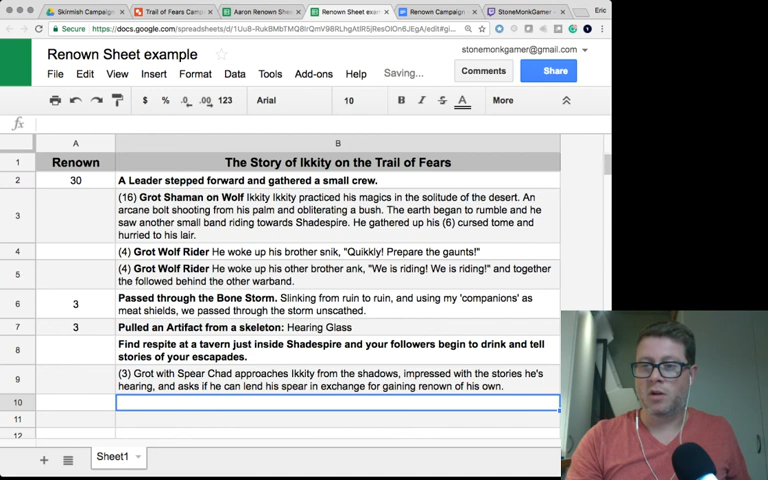 Skirmish Campaign
Trail of Fears Camp
Aaron Renown Shee
Renown Sheet exa
Renown Campaign
StoneMonkGamer
Eric
Secure
Renown Sheet example
stonemonkgamer@gmail.com
File Edit View Insert Format Data Tools Add-ons Help Saving...
Comments
Share
$ % .0 .00 123 Arial 10 B I S A More
fx
A B
1 Renown The Story of Ikkity on the Trail of Fears
2 30 A Leader stepped forward and gathered a small crew.
(16) Grot Shaman on Wolf Ikkity Ikkity practiced his magics in the solitude of the desert. An
arcane bolt shooting from his palm and obliterating a bush. The earth began to rumble and he
3 saw another small band riding towards Shadespire. He gathered up his (6) cursed tome and
hurried to his lair.
4 (4) Grot Wolf Rider He woke up his brother snik, "Quikkly! Prepare the gaunts!"
5 (4) Grot Wolf Rider He woke up his other brother ank, "We is riding! We is riding!" and together
the followed behind the other warband.
6 3 Passed through the Bone Storm. Slinking from ruin to ruin, and using my 'companions' as
meat shields, we passed through the storm unscathed.
7 3 Pulled an Artifact from a skeleton: Hearing Glass
8 Find respite at a tavern just inside Shadespire and your followers begin to drink and tell
stories of your escapades.
9 (3) Grot with Spear Chad approaches Ikkity from the shadows, impressed with the stories he's
hearing, and asks if he can lend his spear in exchange for gaining renown of his own.
10
11
12
Sheet1